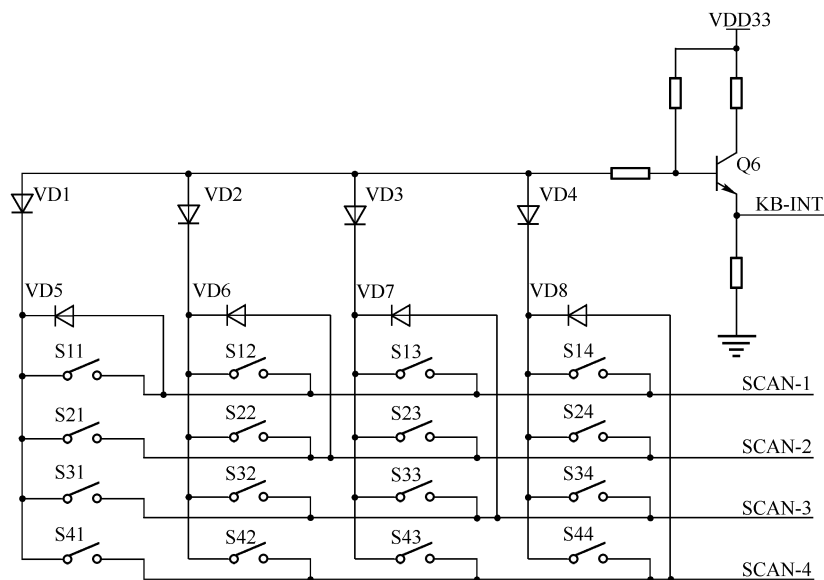 VDD33
Q6
VD1
VD2
VD3
VD4
KB-INT
VD5
VD6
VD7
VD8
S11
S12
S13
S14
SCAN-1
S21
S22
S23
S24
SCAN-2
S31
S32
S33
S34
SCAN-3
S41
S42
S43
S44
SCAN-4